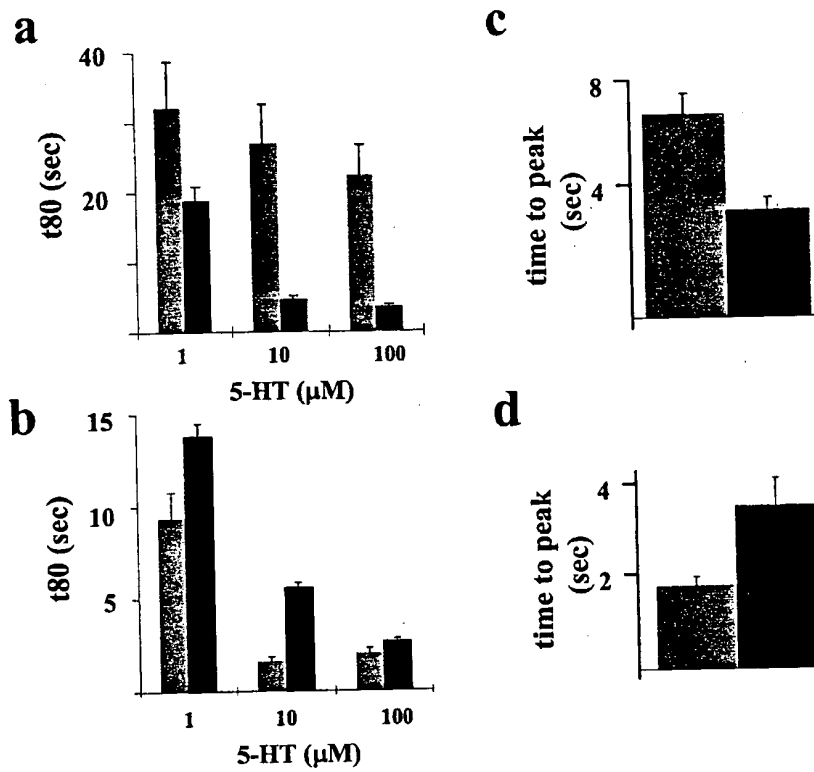 a
40
20
t80 (sec)
1 10 100
5-HT (μM)
b
15
10
5
t80 (sec)
1 10 100
5-HT (μM)
c
8
4
time to peak
(sec)
d
4
2
time to peak
(sec)